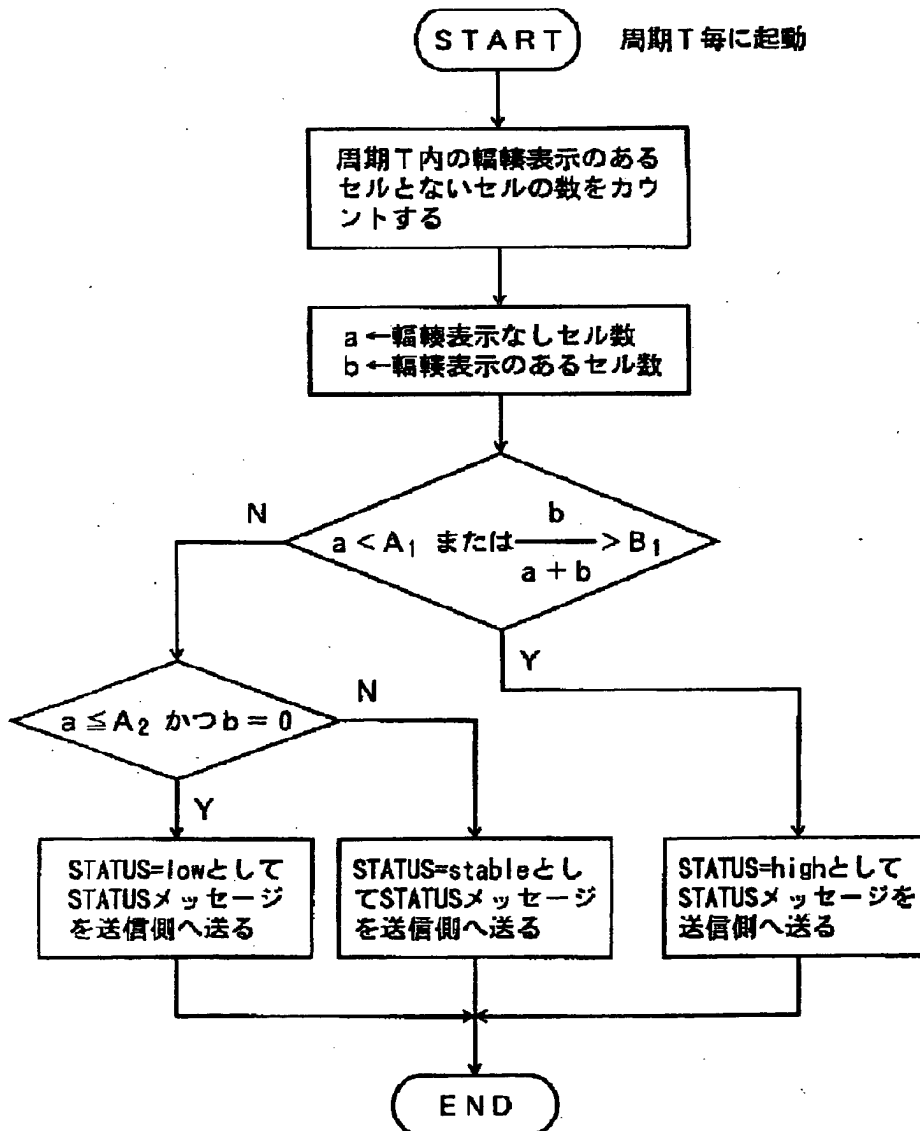 START
周期T毎に起動
周期T内の輻輳表示のある
セルとないセルの数をカウ
ントする
a←輻輳表示なしセル数
b←輻輳表示のあるセル数
N
a < A₁ または b/(a + b) > B₁
Y
N
a ≦ A₂ かつ b = 0
Y
STATUS=lowとして
STATUSメッセージ
を送信側へ送る
STATUS=stableとし
てSTATUSメッセージ
を送信側へ送る
STATUS=highとして
STATUSメッセージを
送信側へ送る
END